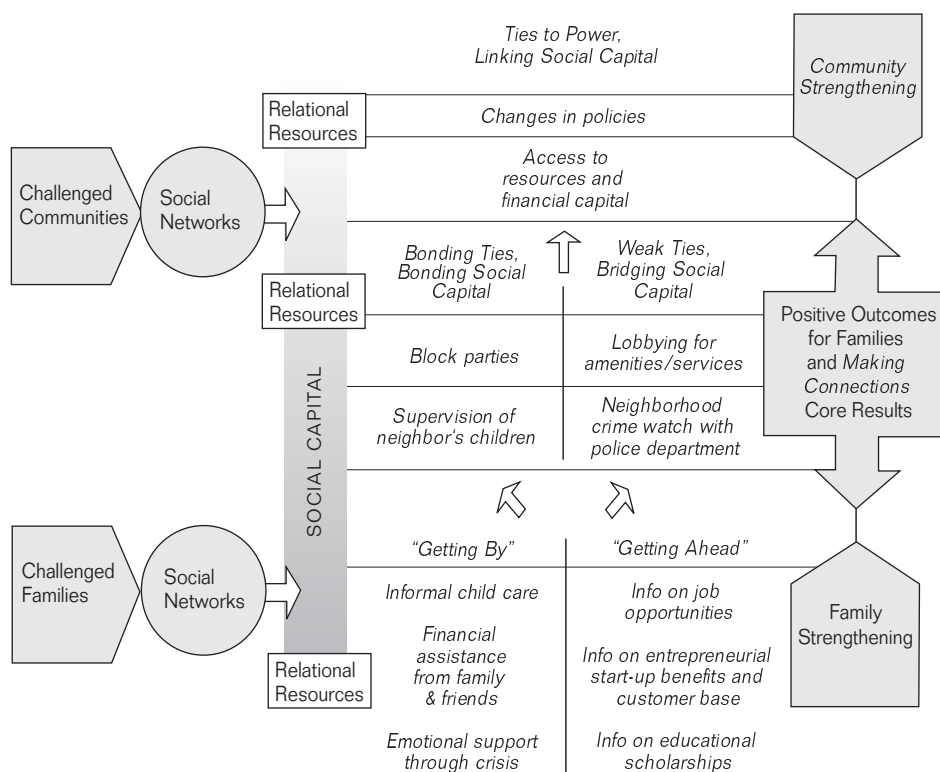 Ties to Power,
Linking Social Capital
Community
Strengthening
Relational
Resources
Changes in policies
Access to
resources and
financial capital
Challenged
Communities
Social
Networks
Bonding Ties,
Bonding Social
Capital
Weak Ties,
Bridging Social
Capital
Relational
Resources
Positive Outcomes
for Families
and Making
Connections
Core Results
Block parties
Lobbying for
amenities/services
Supervision of
neighbor's children
Neighborhood
crime watch with
police department
SOCIAL CAPITAL
Challenged
Families
Social
Networks
"Getting By"
"Getting Ahead"
Informal child care
Info on job
opportunities
Financial
assistance
from family
& friends
Info on entrepreneurial
start-up benefits and
customer base
Family
Strengthening
Relational
Resources
Emotional support
through crisis
Info on educational
scholarships